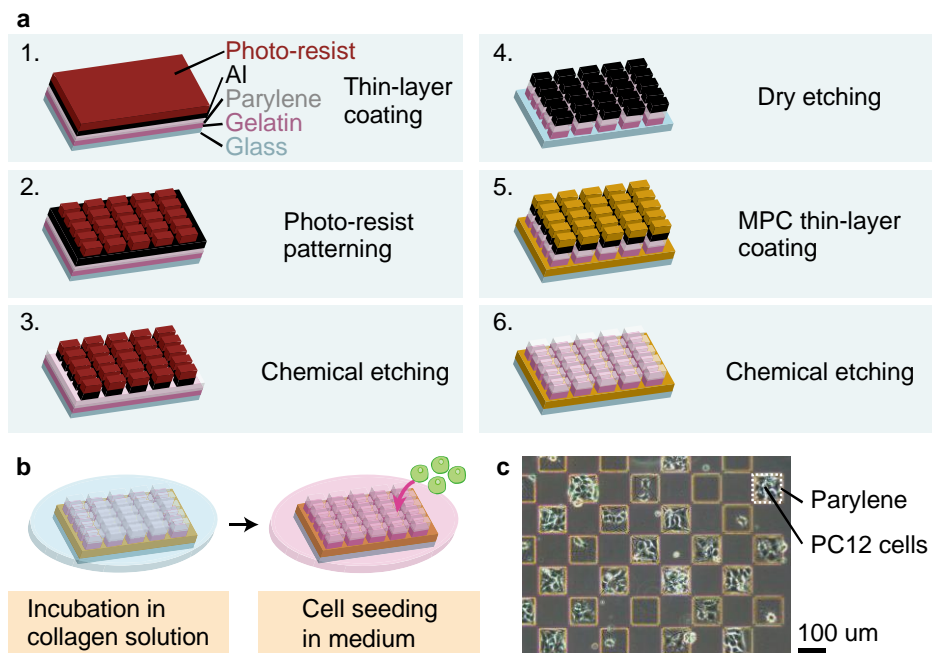 a
1.
Photo-resist
Al
Parylene
Gelatin
Glass
Thin-layer
coating
2.
Photo-resist
patterning
3.
Chemical etching
4.
Dry etching
5.
MPC thin-layer
coating
6.
Chemical etching
b
Incubation in
collagen solution
Cell seeding
in medium
c
Parylene
PC12 cells
100 um